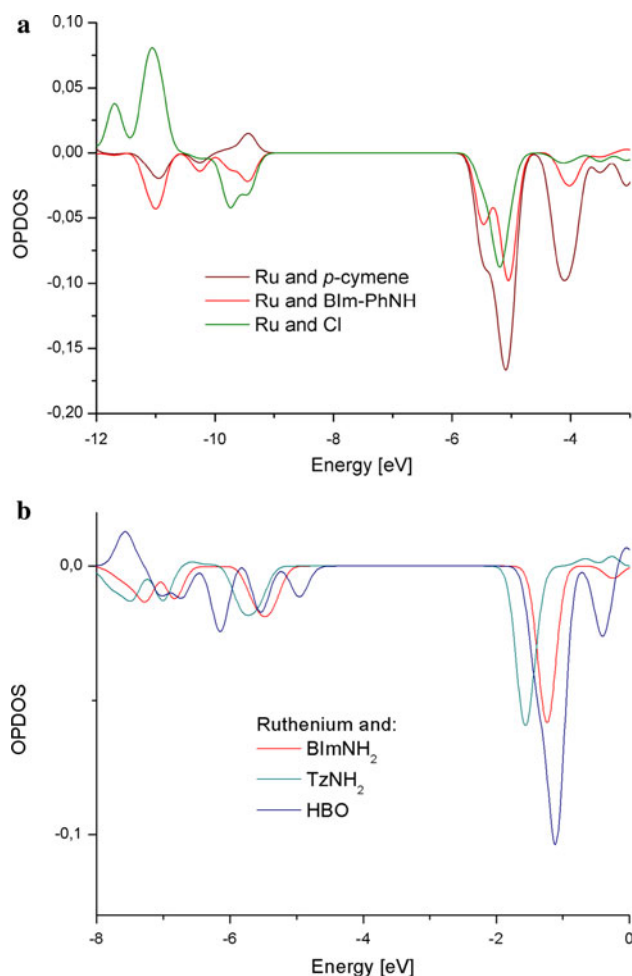 a
0,10
0,05
0,00
-0,05
-0,10
-0,15
-0,20
OPDOS
Ru and p-cymene
Ru and BIm-PhNH
Ru and Cl
-12
-10
-8
-6
-4
Energy [eV]
b
0,0
-0,1
OPDOS
Ruthenium and:
BImNH₂
TzNH₂
HBO
-8
-6
-4
-2
0
Energy [eV]